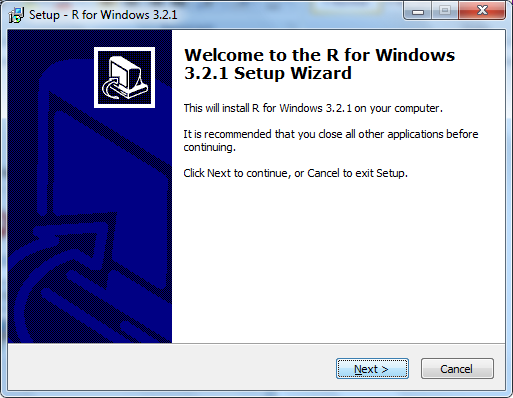 Setup - R for Windows 3.2.1
Welcome to the R for Windows
3.2.1 Setup Wizard
This will install R for Windows 3.2.1 on your computer.
It is recommended that you close all other applications before
continuing.
Click Next to continue, or Cancel to exit Setup.
Next >
Cancel